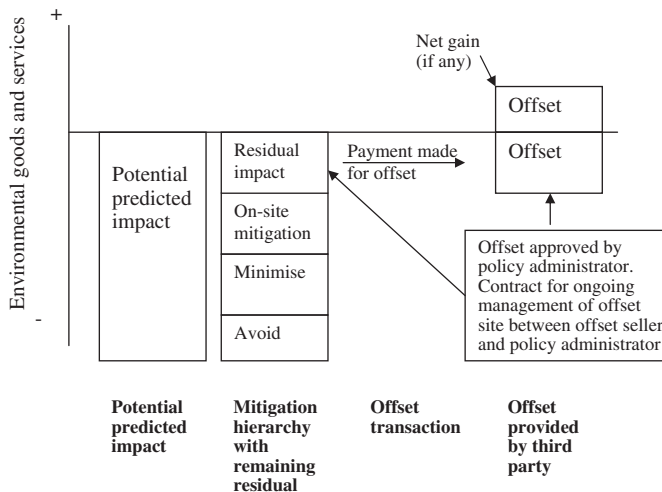 +
Environmental goods and services
-
Net gain
(if any)
Offset
Offset
Potential
predicted
impact
Residual
impact
On-site
mitigation
Minimise
Avoid
Payment made
for offset
Offset approved by
policy administrator.
Contract for ongoing
management of offset
site between offset seller
and policy administrator
Potential
predicted
impact
Mitigation
hierarchy
with
remaining
residual
Offset
transaction
Offset
provided
by third
party